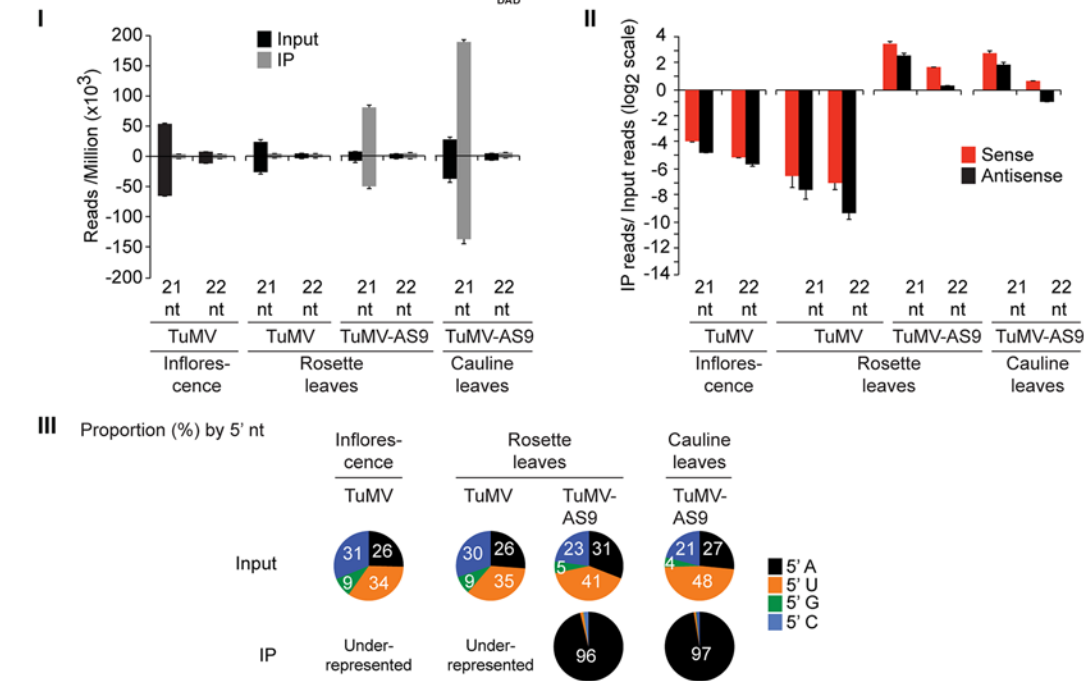 DAD
I
Reads /Million (x10³)
200
150
100
50
0
-50
-100
-150
-200
Input
IP
21 22 21 22 21 22 21 22
nt nt nt nt nt nt nt nt
TuMV TuMV TuMV-AS9 TuMV-AS9
Inflores- Rosette Cauline
cence leaves leaves
II
IP reads/ Input reads (log₂ scale)
4
2
0
-2
-4
-6
-8
-10
-12
-14
Sense
Antisense
21 22 21 22 21 22 21 22
nt nt nt nt nt nt nt nt
TuMV TuMV TuMV-AS9 TuMV-AS9
Inflores- Rosette Cauline
cence leaves leaves
III Proportion (%) by 5’ nt
Inflores- Rosette Cauline
cence leaves leaves
TuMV TuMV TuMV- TuMV-
AS9 AS9
Input
31 26 30 26 23 31 21 27
9 34 9 35 5 41 4 48
5’ A
5’ U
5’ G
5’ C
IP
Under- Under- 96 97
represented represented